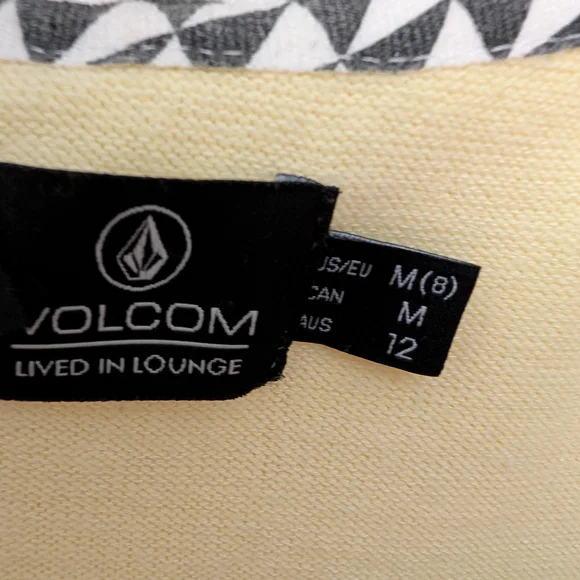 VOLCOM
LIVED IN LOUNGE
US/EU M(8)
CAN M
AUS 12